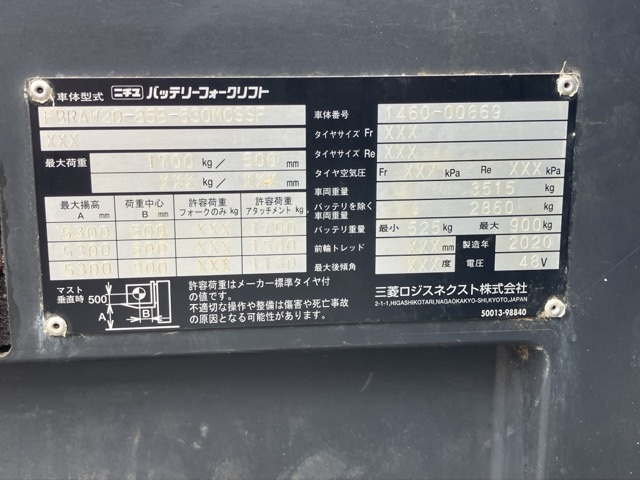 車体型式 ニチユ バッテリーフォークリフト
車体番号 1460-00869
XXX
タイヤサイズ Fr XXX
タイヤサイズ Re XXX
最大荷重 1700 kg / 500 mm
XXX kg / XXX mm
タイヤ空気圧 Fr XXX kPa Re XXX kPa
車両重量 3515 kg
バッテリを除く車両重量 2860 kg
バッテリ重量 最小 525 kg 最大 900 kg
前輪トレッド XXX mm 製造年 2020
最大後傾角 XXX 度 電圧 48 V
最大揚高 A mm 荷重中心 B mm 許容荷重 フォークのみ kg 許容荷重 アタッチメント kg
5300 500 XXX
5300 XXX
5300 XXX
マスト垂直時 500 A B
許容荷重はメーカー標準タイヤ付
の値です。
不適切な操作や整備は傷害や死亡事故
の原因となる可能性があります。
三菱ロジスネクスト株式会社
2-1-1,HIGASHIKOTARI,NAGAOKAKYO-SHI,KYOTO,JAPAN
50013-98840